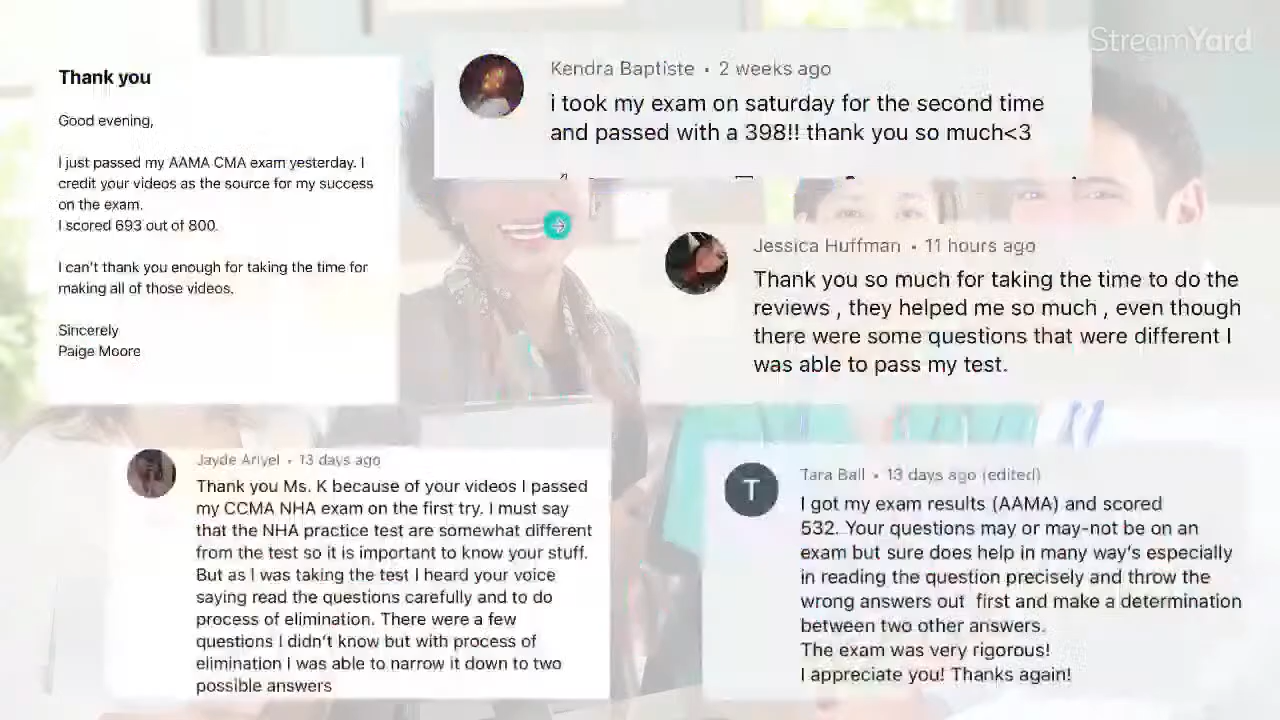 StreamYard
Thank you
Good evening,
I just passed my AAMA CMA exam yesterday. I
credit your videos as the source for my success
on the exam.
I scored 693 out of 800.
I can't thank you enough for taking the time for
making all of those videos.
Sincerely
Paige Moore
Kendra Baptiste • 2 weeks ago
i took my exam on saturday for the second time
and passed with a 398!! thank you so much<3
Jessica Huffman • 11 hours ago
Thank you so much for taking the time to do the
reviews , they helped me so much , even though
there were some questions that were different I
was able to pass my test.
Jayde Ariyel • 13 days ago
Thank you Ms. K because of your videos I passed
my CCMA NHA exam on the first try. I must say
that the NHA practice test are somewhat different
from the test so it is important to know your stuff.
But as I was taking the test I heard your voice
saying read the questions carefully and to do
process of elimination. There were a few
questions I didn't know but with process of
elimination I was able to narrow it down to two
possible answers
T
Tara Ball • 13 days ago (edited)
I got my exam results (AAMA) and scored
532. Your questions may or may-not be on an
exam but sure does help in many way's especially
in reading the question precisely and throw the
wrong answers out first and make a determination
between two other answers.
The exam was very rigorous!
I appreciate you! Thanks again!